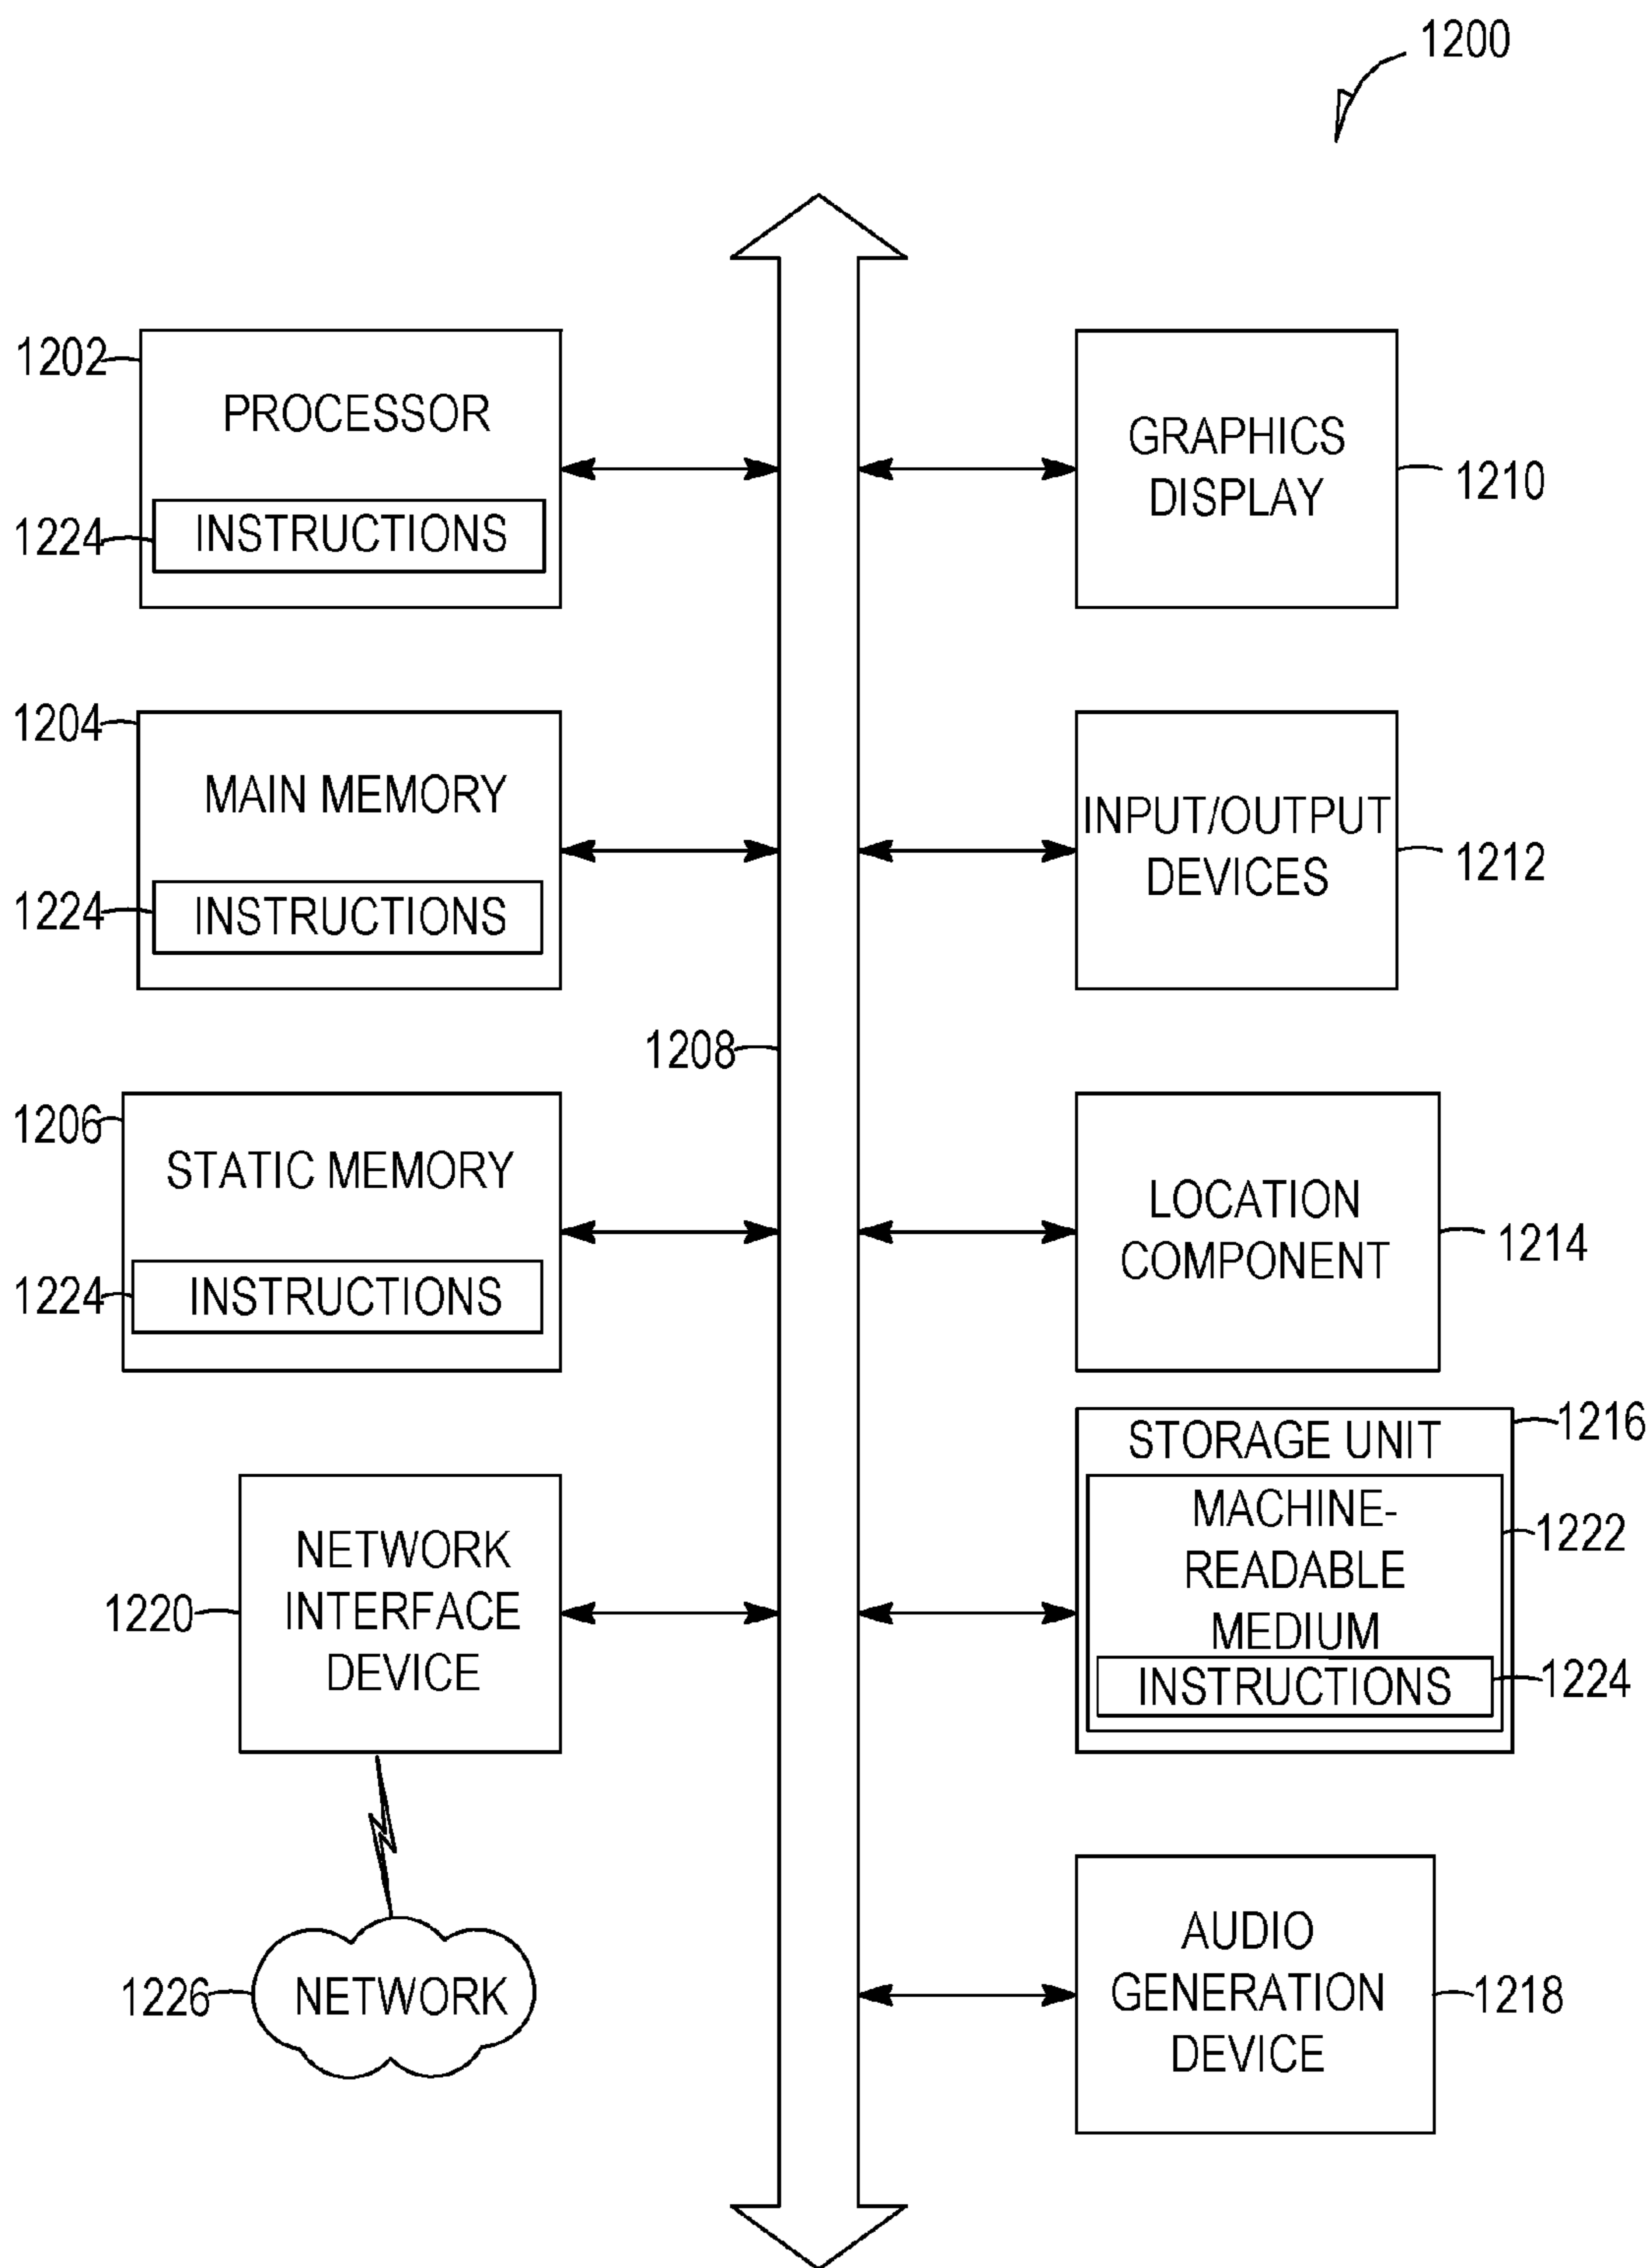 1200
1202
PROCESSOR
1224
INSTRUCTIONS
GRAPHICS
DISPLAY
1210
1204
MAIN MEMORY
1224
INSTRUCTIONS
INPUT/OUTPUT
DEVICES
1212
1208
1206
STATIC MEMORY
1224
INSTRUCTIONS
LOCATION
COMPONENT
1214
1220
NETWORK
INTERFACE
DEVICE
STORAGE UNIT
1216
MACHINE-
READABLE
MEDIUM
1222
INSTRUCTIONS
1224
1226
NETWORK
AUDIO
GENERATION
DEVICE
1218